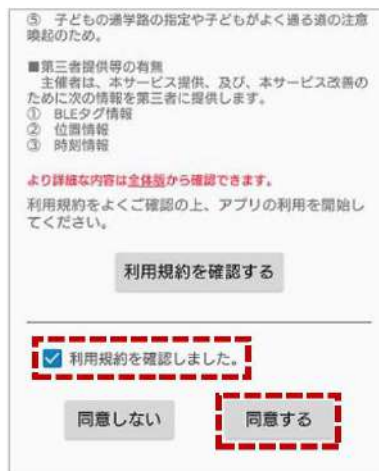 ⑤ 子どもの通学路の指定や子どもがよく通る道の注意
喚起のため。
■第三者提供等の有無
主催者は、本サービス提供、及び、本サービス改善の
ために次の情報を第三者に提供します。
① BLEタグ情報
② 位置情報
③ 時刻情報
より詳細な内容は全体版から確認できます。
利用規約をよくご確認の上、アプリの利用を開始し
てください。
利用規約を確認する
利用規約を確認しました。
同意しない
同意する